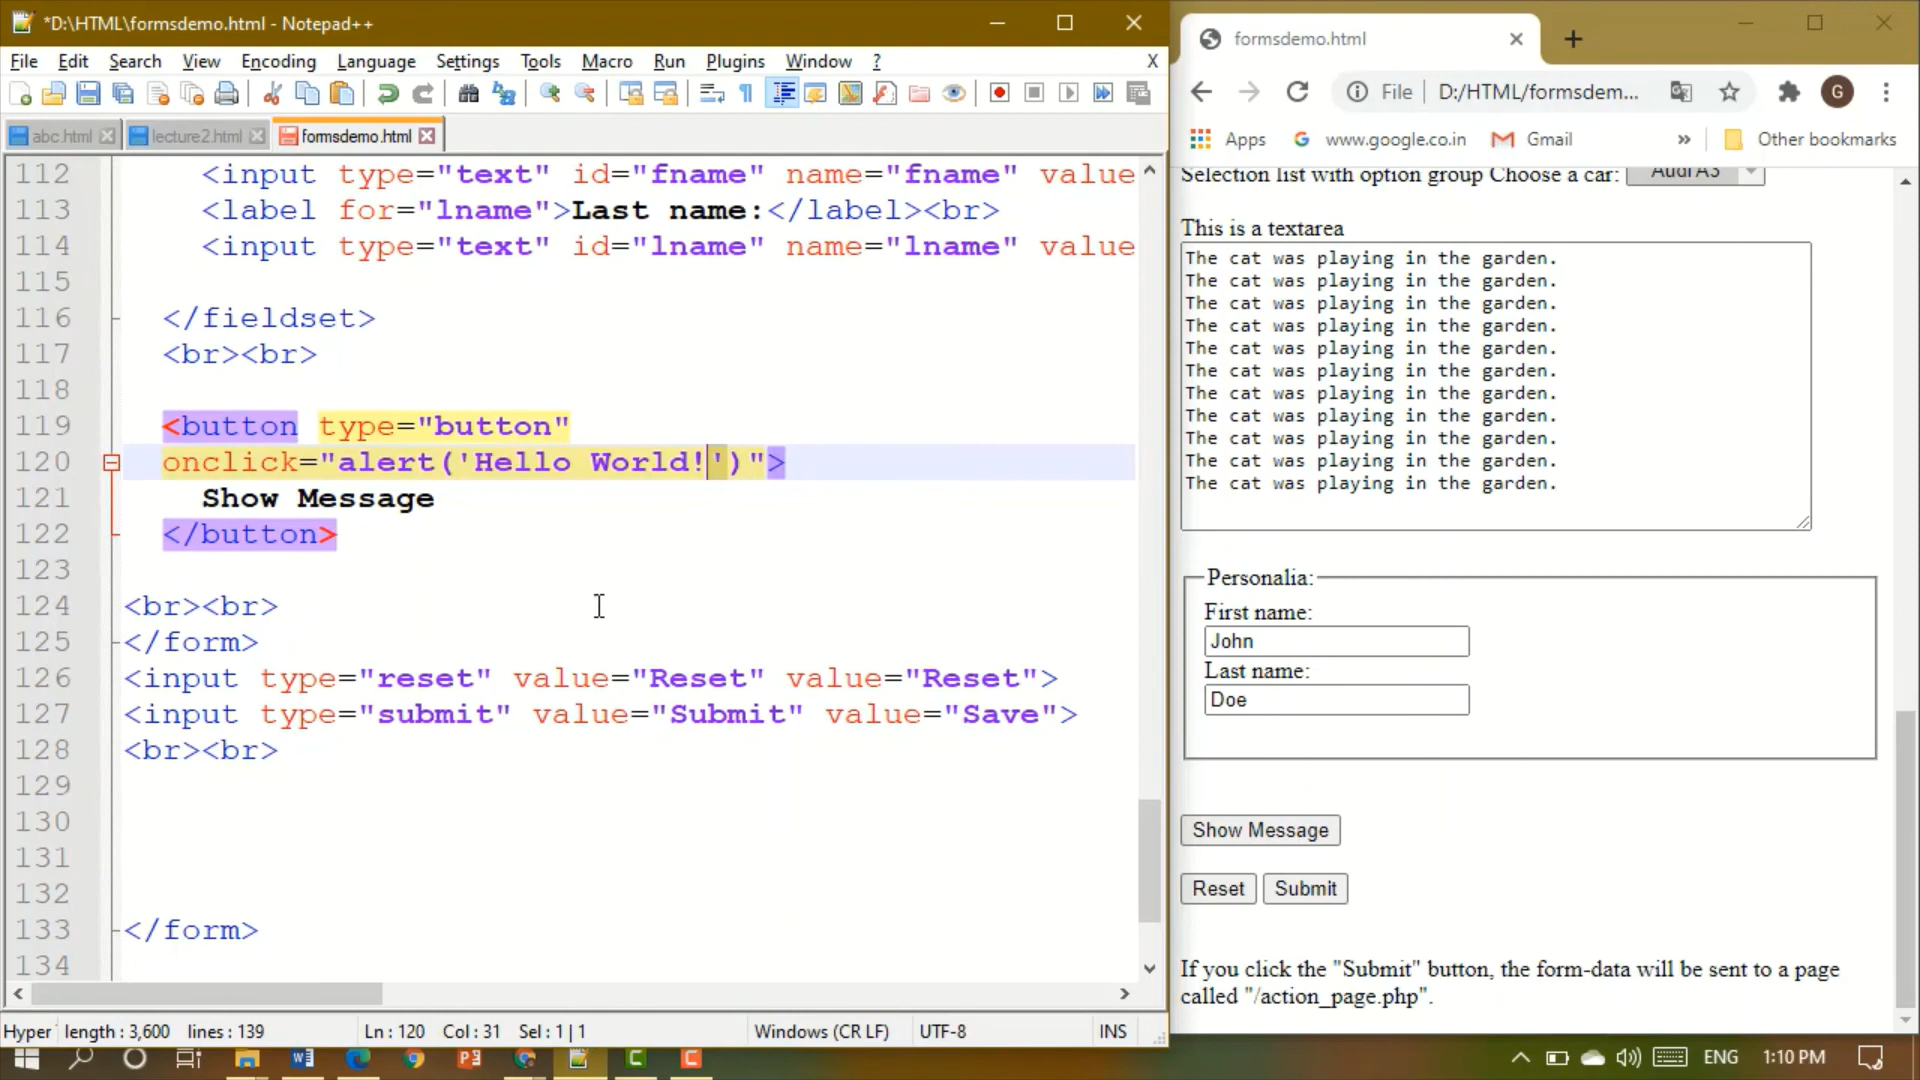 *D:\HTML\formsdemo.html - Notepad++
File Edit Search View Encoding Language Settings Tools Macro Run Plugins Window ? X
abc.html lecture2.html formsdemo.html
112 <input type="text" id="fname" name="fname" value
113 <label for="lname">Last name:</label><br>
114 <input type="text" id="lname" name="lname" value
115
116 </fieldset>
117 <br><br>
118
119 <button type="button"
120 onclick="alert('Hello World!')">
121 Show Message
122 </button>
123
124 <br><br>
125 </form>
126 <input type="reset" value="Reset" value="Reset">
127 <input type="submit" value="Submit" value="Save">
128 <br><br>
129
130
131
132
133 </form>
134
Hyper length : 3,600 lines : 139 Ln : 120 Col : 31 Sel : 1 | 1 Windows (CR LF) UTF-8 INS
formsdemo.html
File D:/HTML/formsdem... G
Apps www.google.co.in Gmail » Other bookmarks
Selection list with option group Choose a car: Audi A3
This is a textarea
The cat was playing in the garden.
The cat was playing in the garden.
The cat was playing in the garden.
The cat was playing in the garden.
The cat was playing in the garden.
The cat was playing in the garden.
The cat was playing in the garden.
The cat was playing in the garden.
The cat was playing in the garden.
The cat was playing in the garden.
The cat was playing in the garden.
Personalia:
First name:
John
Last name:
Doe
Show Message
Reset Submit
If you click the "Submit" button, the form-data will be sent to a page
called "/action_page.php".
ENG 1:10 PM